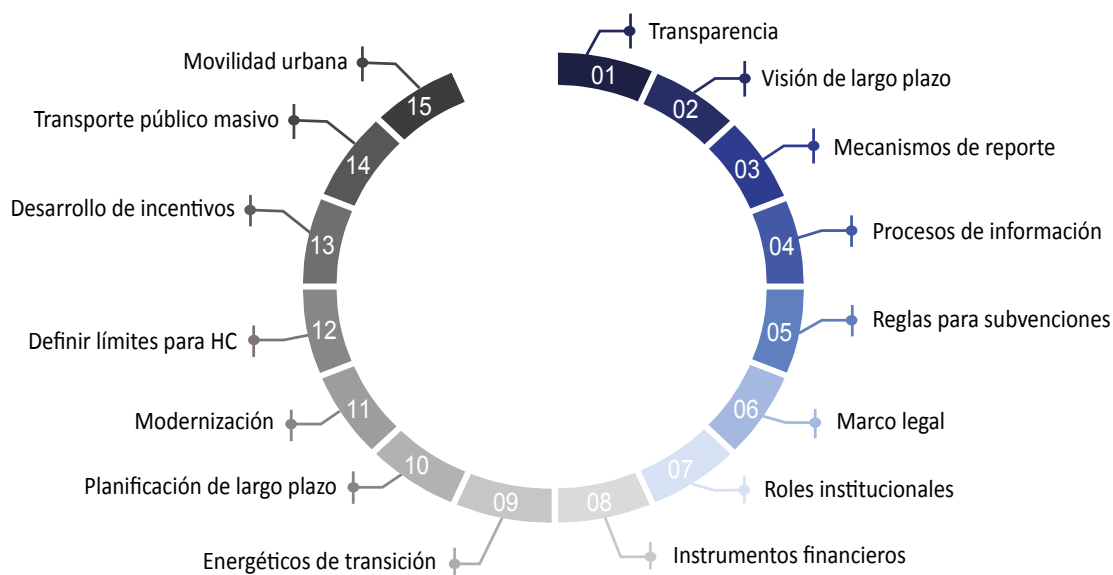 01 Transparencia
02 Visión de largo plazo
03 Mecanismos de reporte
04 Procesos de información
05 Reglas para subvenciones
06 Marco legal
07 Roles institucionales
08 Instrumentos financieros
09 Energéticos de transición
10 Planificación de largo plazo
11 Modernización
12 Definir límites para HC
13 Desarrollo de incentivos
14 Transporte público masivo
15 Movilidad urbana